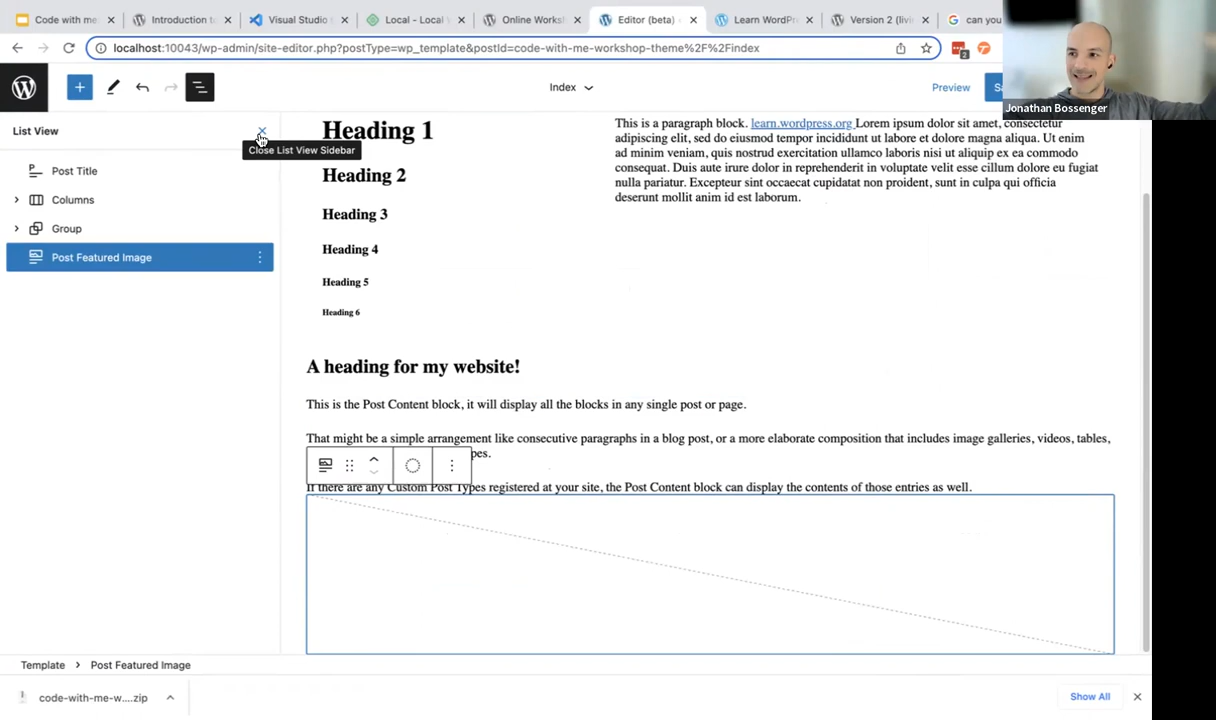 Code with me
Introduction t
Visual Studio
Local - Local
Online Works
Editor (beta)
Learn WordPr
Version 2 (livi
can you
localhost:10043/wp-admin/site-editor.php?postType=wp_template&postId=code-with-me-workshop-theme%2F%2Findex
2
Index
Preview
Sa
Jonathan Bossenger
List View
Close List View Sidebar
Post Title
Columns
Group
Post Featured Image
Heading 1
Heading 2
Heading 3
Heading 4
Heading 5
Heading 6
This is a paragraph block. learn.wordpress.org Lorem ipsum dolor sit amet, consectetur
adipiscing elit, sed do eiusmod tempor incididunt ut labore et dolore magna aliqua. Ut enim
ad minim veniam, quis nostrud exercitation ullamco laboris nisi ut aliquip ex ea commodo
consequat. Duis aute irure dolor in reprehenderit in voluptate velit esse cillum dolore eu fugiat
nulla pariatur. Excepteur sint occaecat cupidatat non proident, sunt in culpa qui officia
deserunt mollit anim id est laborum.
A heading for my website!
This is the Post Content block, it will display all the blocks in any single post or page.
That might be a simple arrangement like consecutive paragraphs in a blog post, or a more elaborate composition that includes image galleries, videos, tables,
pes.
If there are any Custom Post Types registered at your site, the Post Content block can display the contents of those entries as well.
Template > Post Featured Image
code-with-me-w....zip
Show All